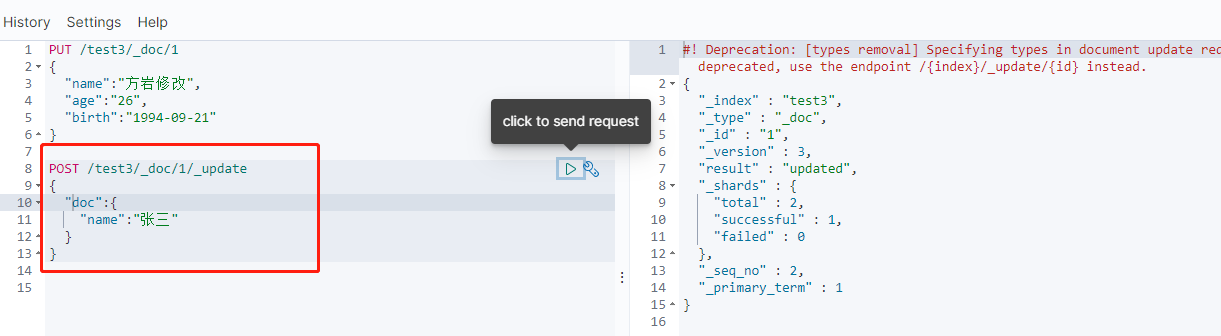 History Settings Help
1 PUT /test3/_doc/1
2 {
3 "name":"方岩修改",
4 "age":"26",
5 "birth":"1994-09-21"
6 }
7
8 POST /test3/_doc/1/_update
9 {
10 "doc":{
11 "name":"张三"
12 }
13 }
14
15
click to send request
1 #! Deprecation: [types removal] Specifying types in document update req
deprecated, use the endpoint /{index}/_update/{id} instead.
2 {
3 "_index" : "test3",
4 "_type" : "_doc",
5 "_id" : "1",
6 "_version" : 3,
7 "result" : "updated",
8 "_shards" : {
9 "total" : 2,
10 "successful" : 1,
11 "failed" : 0
12 },
13 "_seq_no" : 2,
14 "_primary_term" : 1
15 }
16